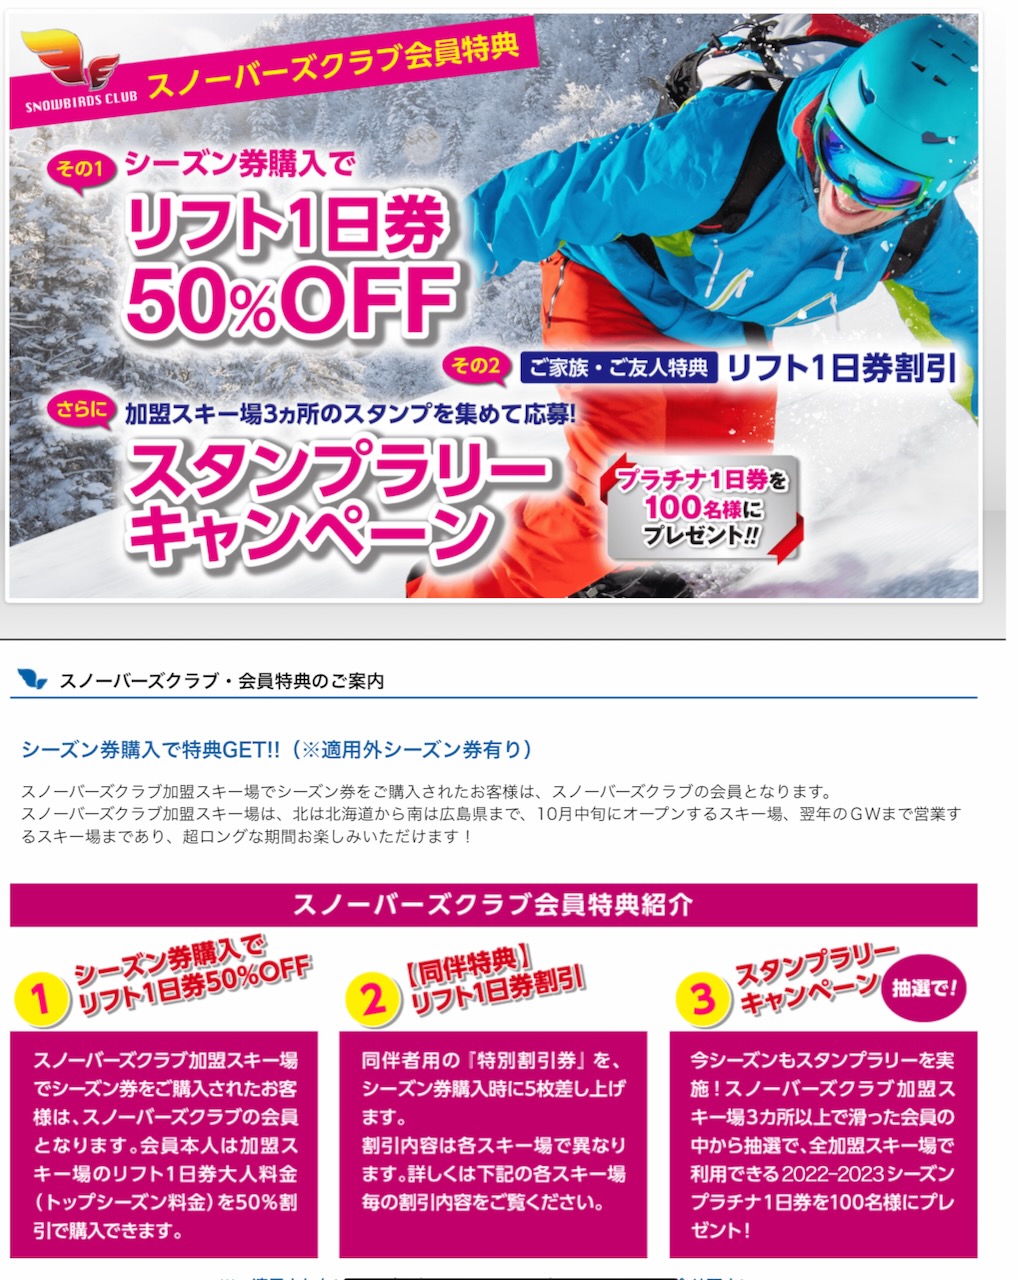 SNOWBIRDS CLUB
スノーバーズクラブ会員特典
その1
シーズン券購入で
リフト1日券
50%OFF
その2
ご家族・ご友人特典
リフト1日券割引
さらに
加盟スキー場3ヵ所のスタンプを集めて応募!
スタンプラリー
キャンペーン
プラチナ1日券を
100名様に
プレゼント!!
スノーバーズクラブ・会員特典のご案内
シーズン券購入で特典GET!!（※適用外シーズン券有り）
スノーバーズクラブ加盟スキー場でシーズン券をご購入されたお客様は、スノーバーズクラブの会員となります。
スノーバーズクラブ加盟スキー場は、北は北海道から南は広島県まで、10月中旬にオープンするスキー場、翌年のＧＷまで営業す
るスキー場まであり、超ロングな期間お楽しみいただけます！
スノーバーズクラブ会員特典紹介
1
シーズン券購入で
リフト1日券50%OFF
スノーバーズクラブ加盟スキー場
でシーズン券をご購入されたお客
様は、スノーバーズクラブの会員
となります。会員本人は加盟ス
キー場のリフト1日券大人料金
（トップシーズン料金）を50％割
引で購入できます。
2
【同伴特典】
リフト1日券割引
同伴者用の『特別割引券』を、
シーズン券購入時に5枚差し上げ
ます。
割引内容は各スキー場で異なり
ます。詳しくは下記の各スキー場
毎の割引内容をご覧ください。
3
スタンプラリー
キャンペーン
抽選で!
今シーズンもスタンプラリーを実
施！スノーバーズクラブ加盟ス
キー場3カ所以上で滑った会員の
中から抽選で、全加盟スキー場で
利用できる2022-2023シーズン
プラチナ1日券を100名様にプレ
ゼント！